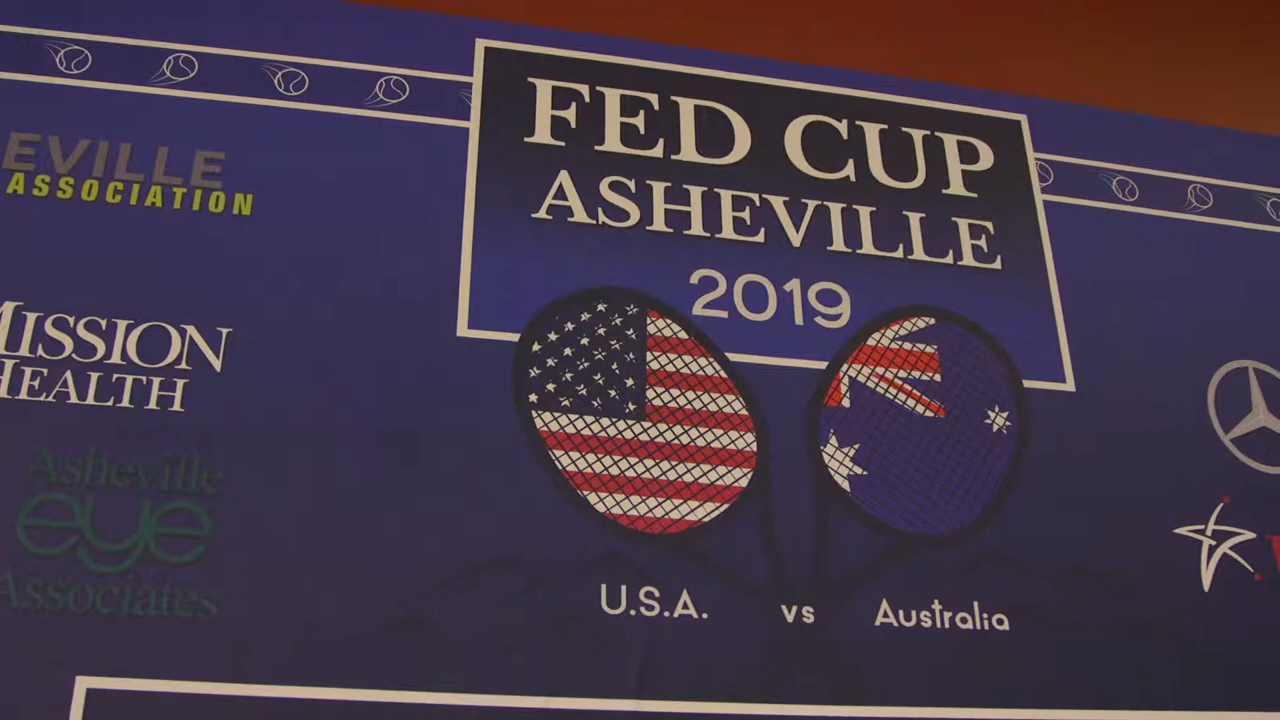 EVILLE
ASSOCIATION
FED CUP
ASHEVILLE
2019
MISSION
HEALTH
Asheville
eye
Associates
U.S.A. vs Australia